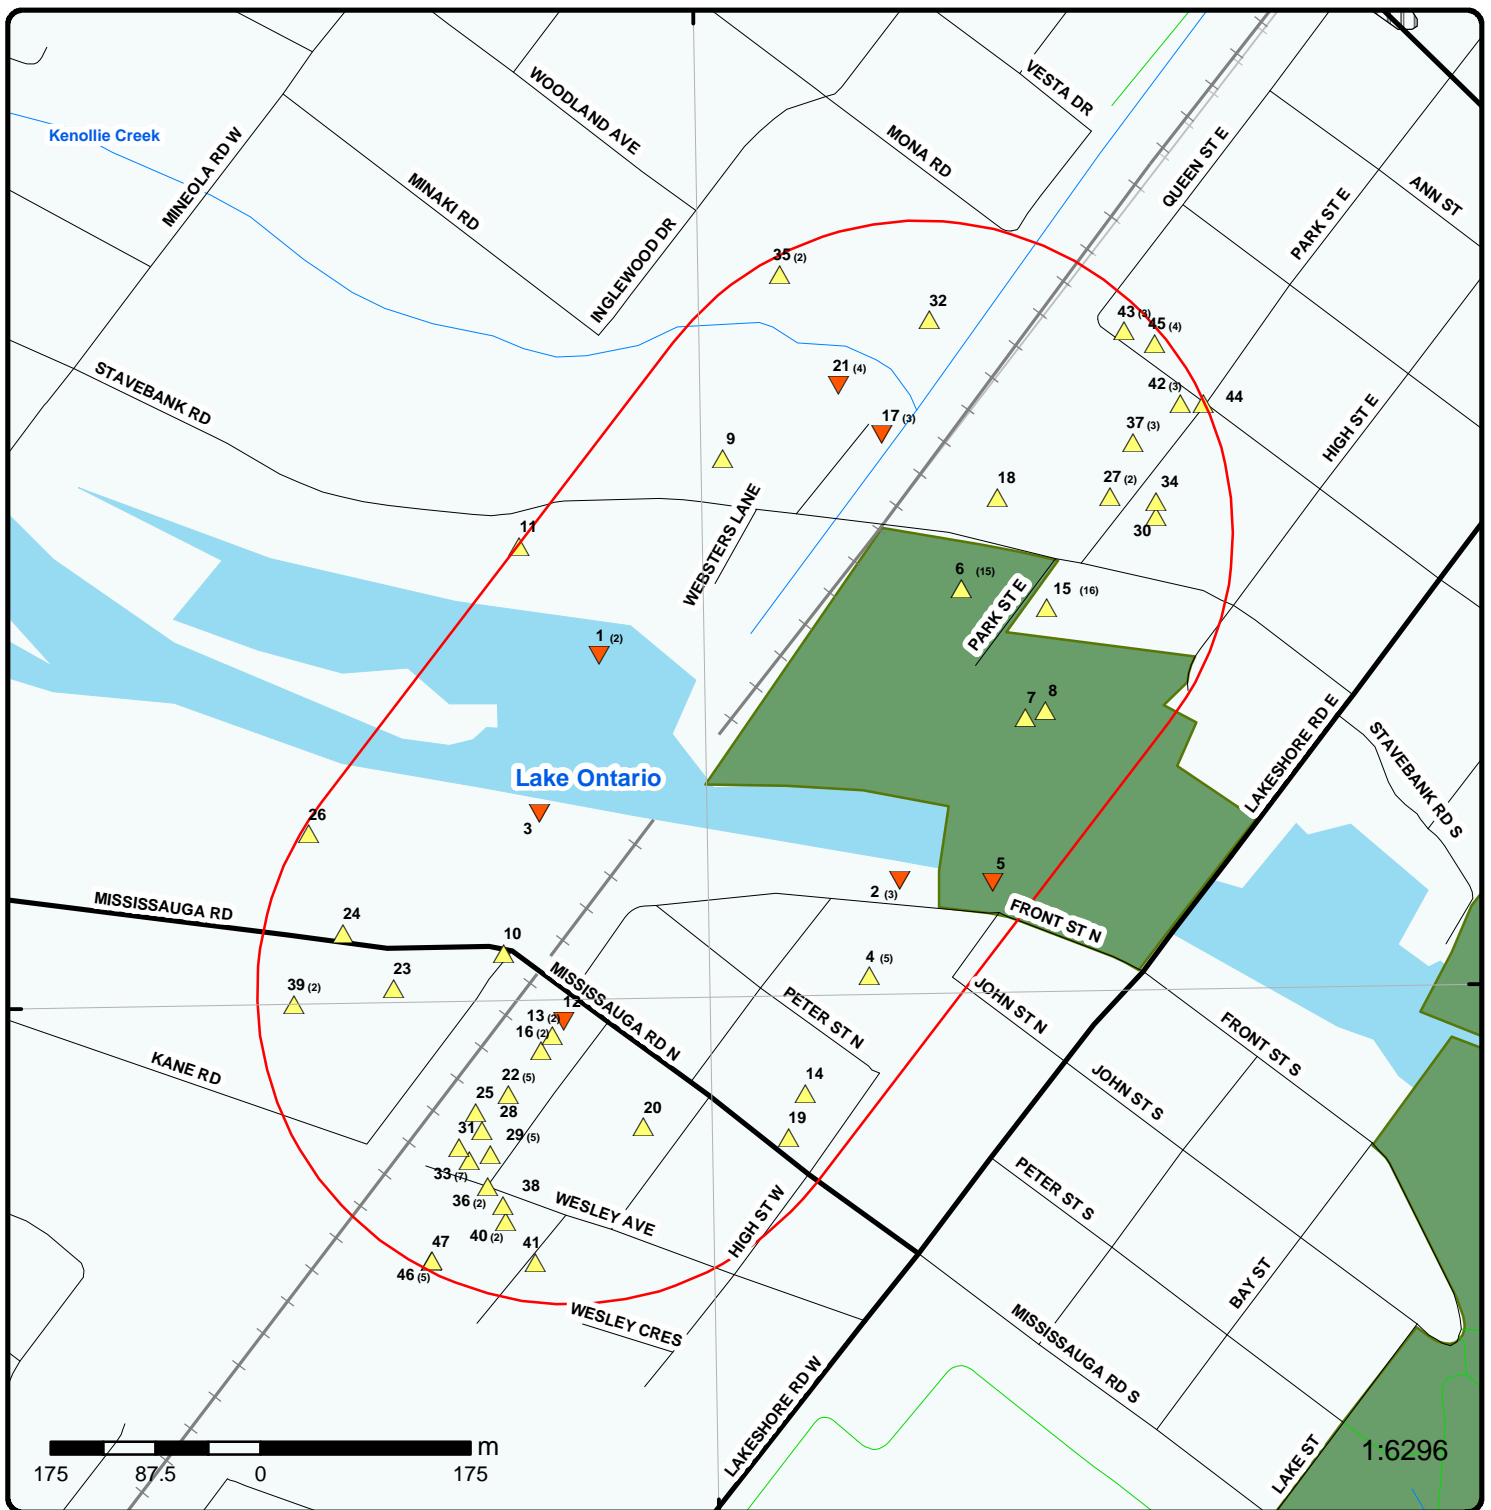 VESTA DR
WOODLAND AVE
MONA RD
Kenollie Creek
MINEOLA RD W
QUEEN ST E
MINAKI RD
ANN ST
PARK ST E
INGLEWOOD DR
35 (2)
32
43 (3)
45 (4)
21 (4)
STAVEBANK RD
42 (3)
44
17 (3)
37 (3)
HIGH ST E
9
18
27 (2)
34
30
11
WEBSTERS LANE
6 (15)
15 (16)
PARK ST E
1 (2)
7
8
LAKESHORE RD E
STAVEBANK RD S
Lake Ontario
26
3
5
2 (3)
MISSISSAUGA RD
24
FRONT ST N
10
4 (5)
23
39 (2)
MISSISSAUGA RD N
JOHN ST N
PETER ST N
12
13 (2)
16 (2)
FRONT ST S
KANE RD
JOHN ST S
22 (5)
14
25
28
20
19
31
29 (5)
33 (7)
38
36 (2)
WESLEY AVE
PETER ST S
HIGH ST W
40 (2)
41
47
46 (5)
BAY ST
WESLEY CRES
MISSISSAUGA RD S
LAKESHORE RD W
LAKE ST
1:6296
m
175 87.5 0 175